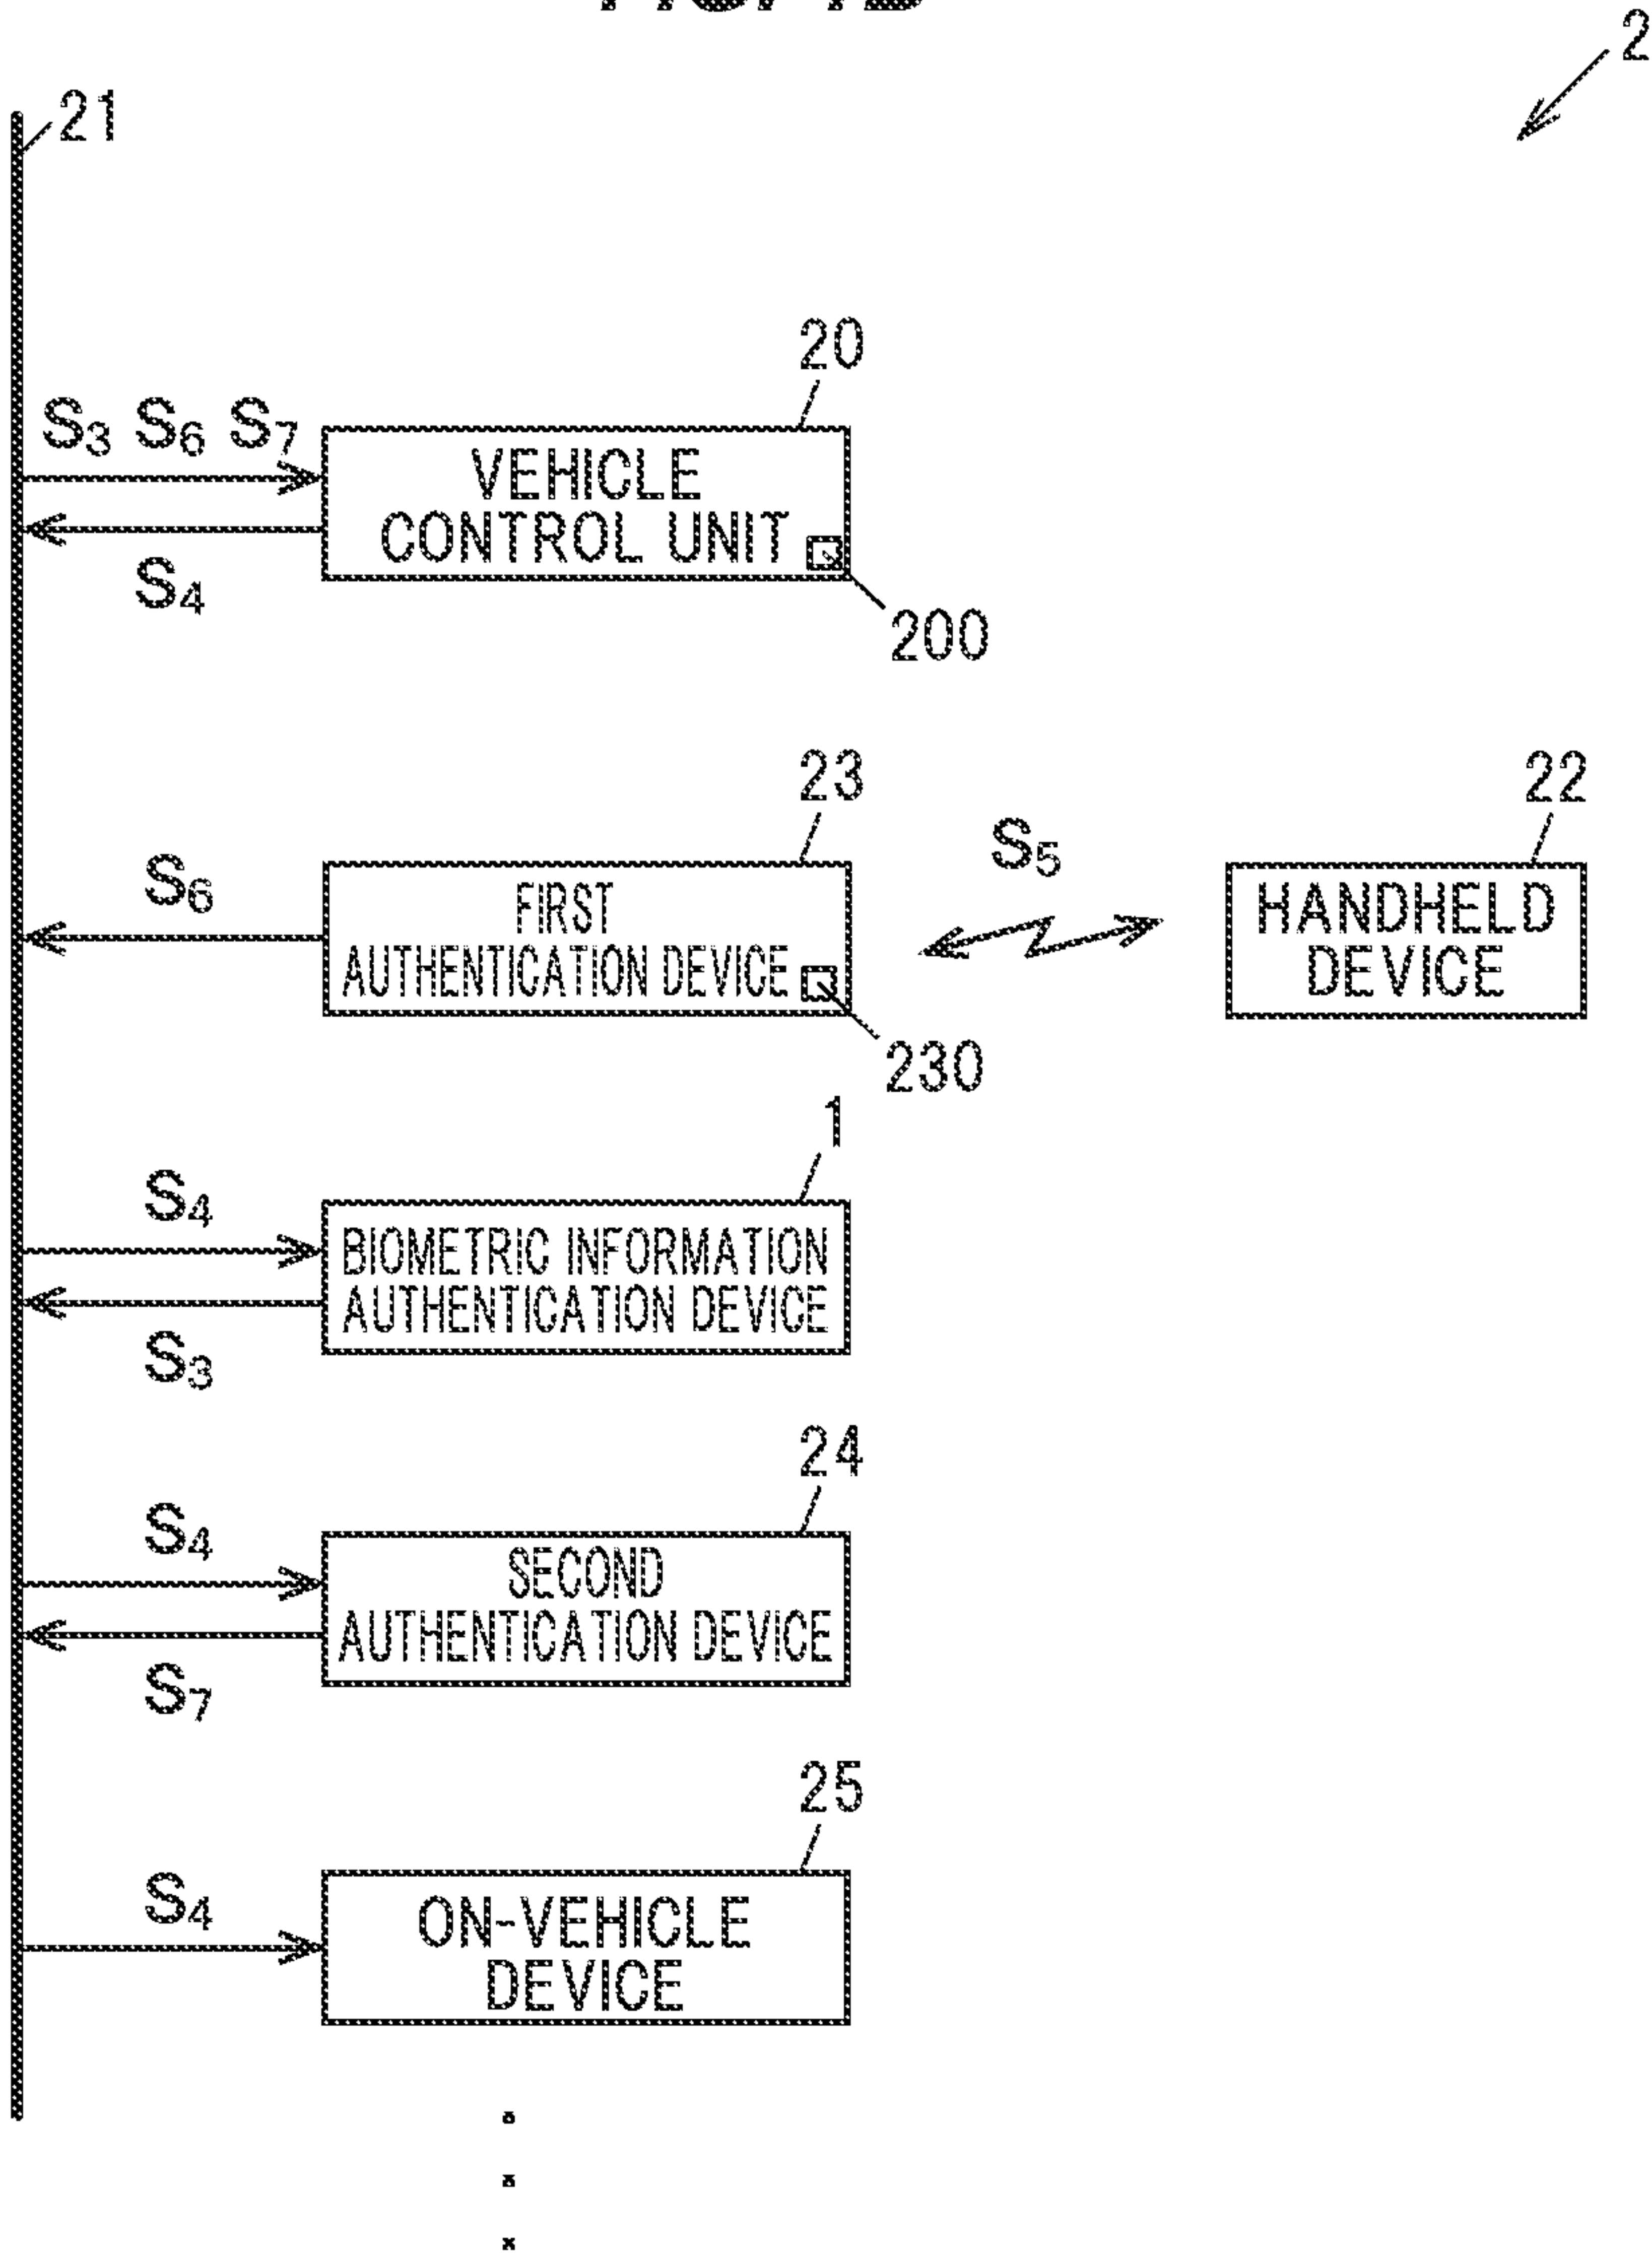 2
21
20
S3 S6 S7
VEHICLE
CONTROL UNIT
S4
200
23
22
S6
FIRST
AUTHENTICATION DEVICE
S5
HANDHELD
DEVICE
230
1
S4
BIOMETRIC INFORMATION
AUTHENTICATION DEVICE
S3
24
S4
SECOND
AUTHENTICATION DEVICE
S7
25
S4
ON-VEHICLE
DEVICE